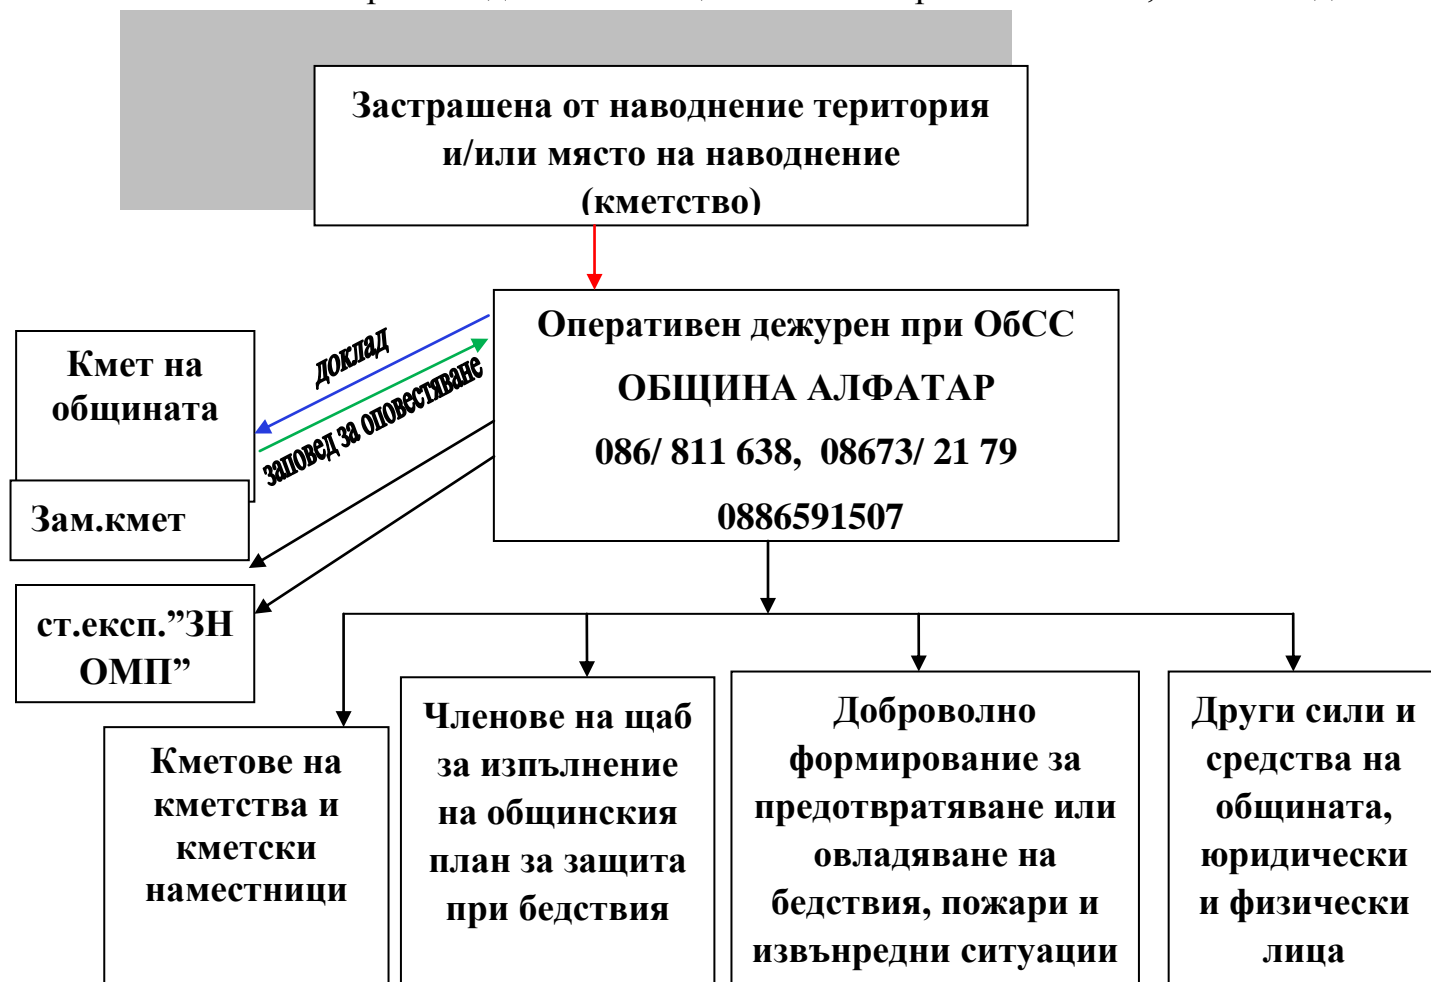 Застрашена от наводнение територия
и/или място на наводнение
(кметство)
Оперативен дежурен при ОбСС
ОБЩИНА АЛФАТАР
086/ 811 638, 08673/ 21 79
0886591507
доклад
заповед за оповестяване
Кмет на
общината
Зам.кмет
ст.експ.”ЗН
ОМП”
Кметове на
кметства и
кметски
наместници
Членове на щаб
за изпълнение
на общинския
план за защита
при бедствия
Доброволно
формирование за
предотвратяване или
овладяване на
бедствия, пожари и
извънредни ситуации
Други сили и
средства на
общината,
юридически
и физически
лица